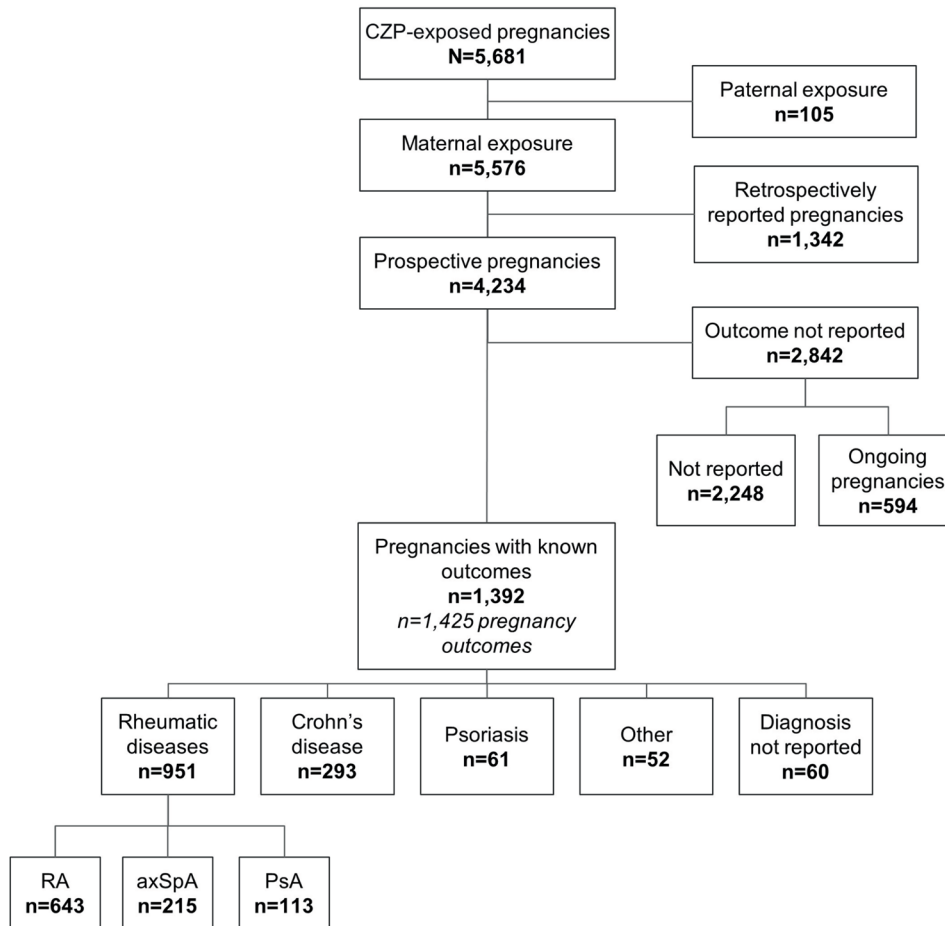 CZP-exposed pregnancies
N=5,681
Paternal exposure
n=105
Maternal exposure
n=5,576
Retrospectively
reported pregnancies
n=1,342
Prospective pregnancies
n=4,234
Outcome not reported
n=2,842
Not reported
n=2,248
Ongoing
pregnancies
n=594
Pregnancies with known
outcomes
n=1,392
n=1,425 pregnancy
outcomes
Rheumatic
diseases
n=951
Crohn's
disease
n=293
Psoriasis
n=61
Other
n=52
Diagnosis
not reported
n=60
RA
n=643
axSpA
n=215
PsA
n=113